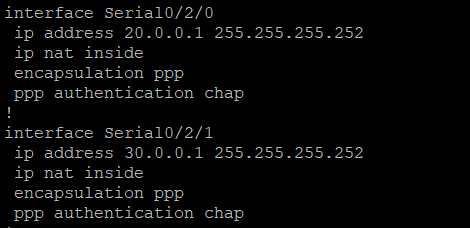 interface Serial0/2/0
 ip address 20.0.0.1 255.255.255.252
 ip nat inside
 encapsulation ppp
 ppp authentication chap
!
interface Serial0/2/1
 ip address 30.0.0.1 255.255.255.252
 ip nat inside
 encapsulation ppp
 ppp authentication chap